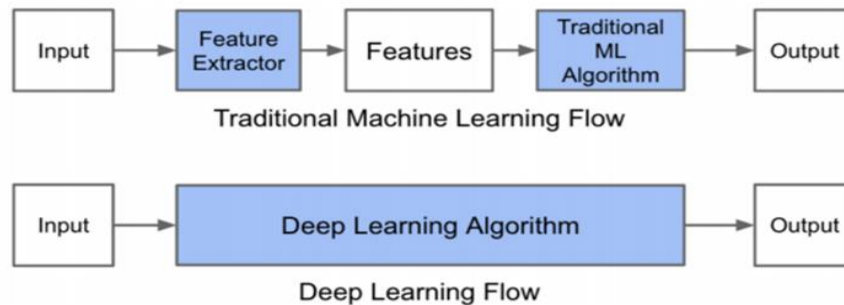 Input
Feature
Extractor
Features
Traditional
ML
Algorithm
Output
Traditional Machine Learning Flow
Input
Deep Learning Algorithm
Output
Deep Learning Flow